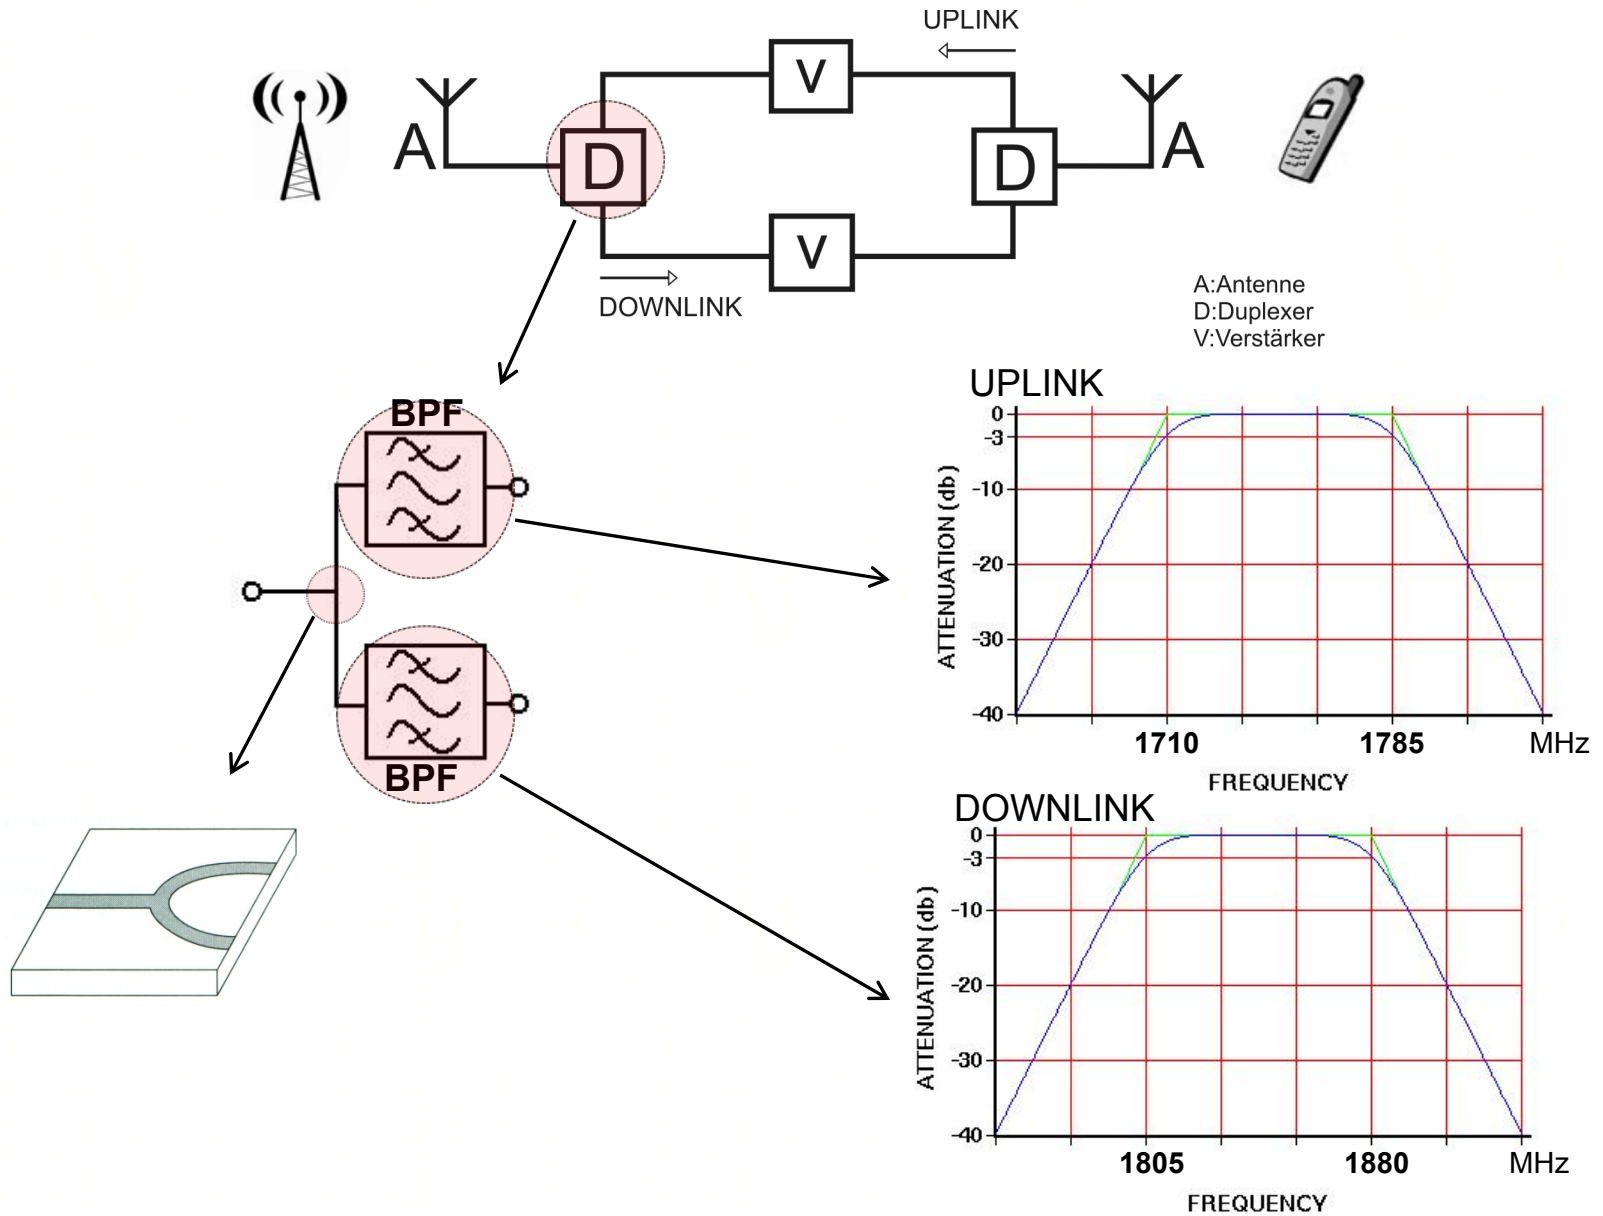 UPLINK
V
A
D
D
A
V
DOWNLINK
A:Antenne
D:Duplexer
V:Verstärker
BPF
BPF
UPLINK
0
-3
-10
-20
-30
-40
ATTENUATION (db)
1710
1785
MHz
FREQUENCY
DOWNLINK
0
-3
-10
-20
-30
-40
ATTENUATION (db)
1805
1880
MHz
FREQUENCY